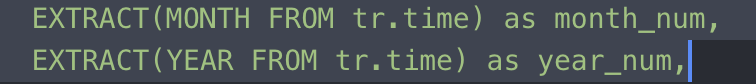 EXTRACT(MONTH FROM tr.time) as month_num,
EXTRACT(YEAR FROM tr.time) as year_num,